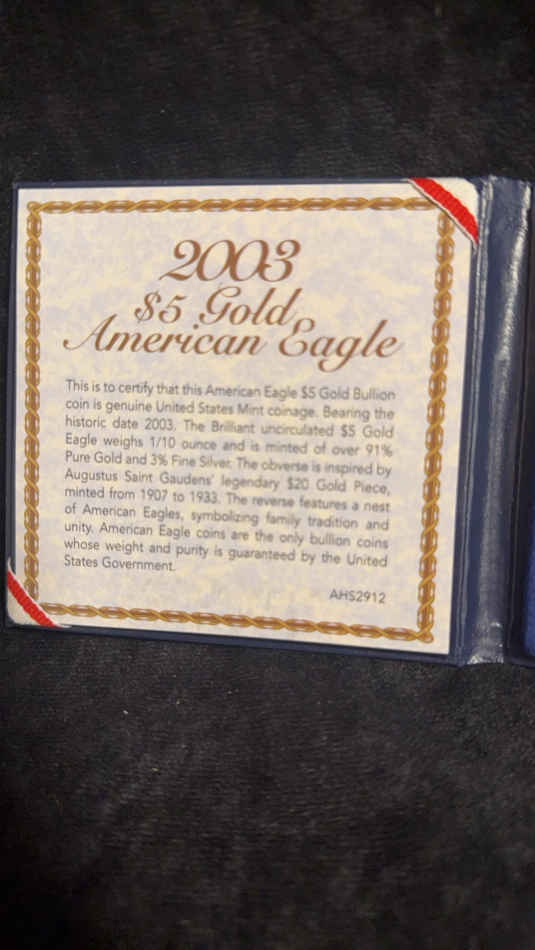 2003
$5 Gold
American Eagle
This is to certify that this American Eagle $5 Gold Bullion
coin is genuine United States Mint coinage. Bearing the
historic date 2003. The Brilliant uncirculated $5 Gold
Eagle weighs 1/10 ounce and is minted of over 91%
Pure Gold and 3% Fine Silver. The obverse is inspired by
Augustus Saint Gaudens' legendary $20 Gold Piece,
minted from 1907 to 1933. The reverse features a nest
of American Eagles, symbolizing family tradition and
unity. American Eagle coins are the only bullion coins
whose weight and purity is guaranteed by the United
States Government.
AHS2912